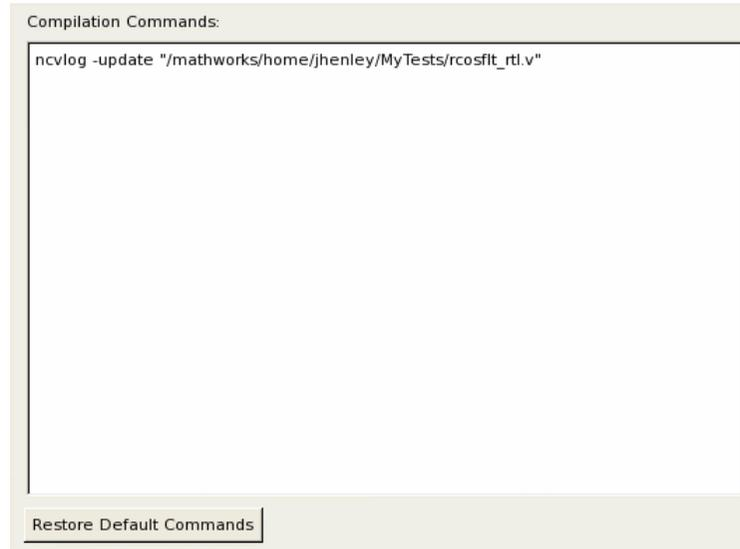 Compilation Commands:
ncvlog -update "/mathworks/home/jhenley/MyTests/rcosflt_rtl.v"
Restore Default Commands